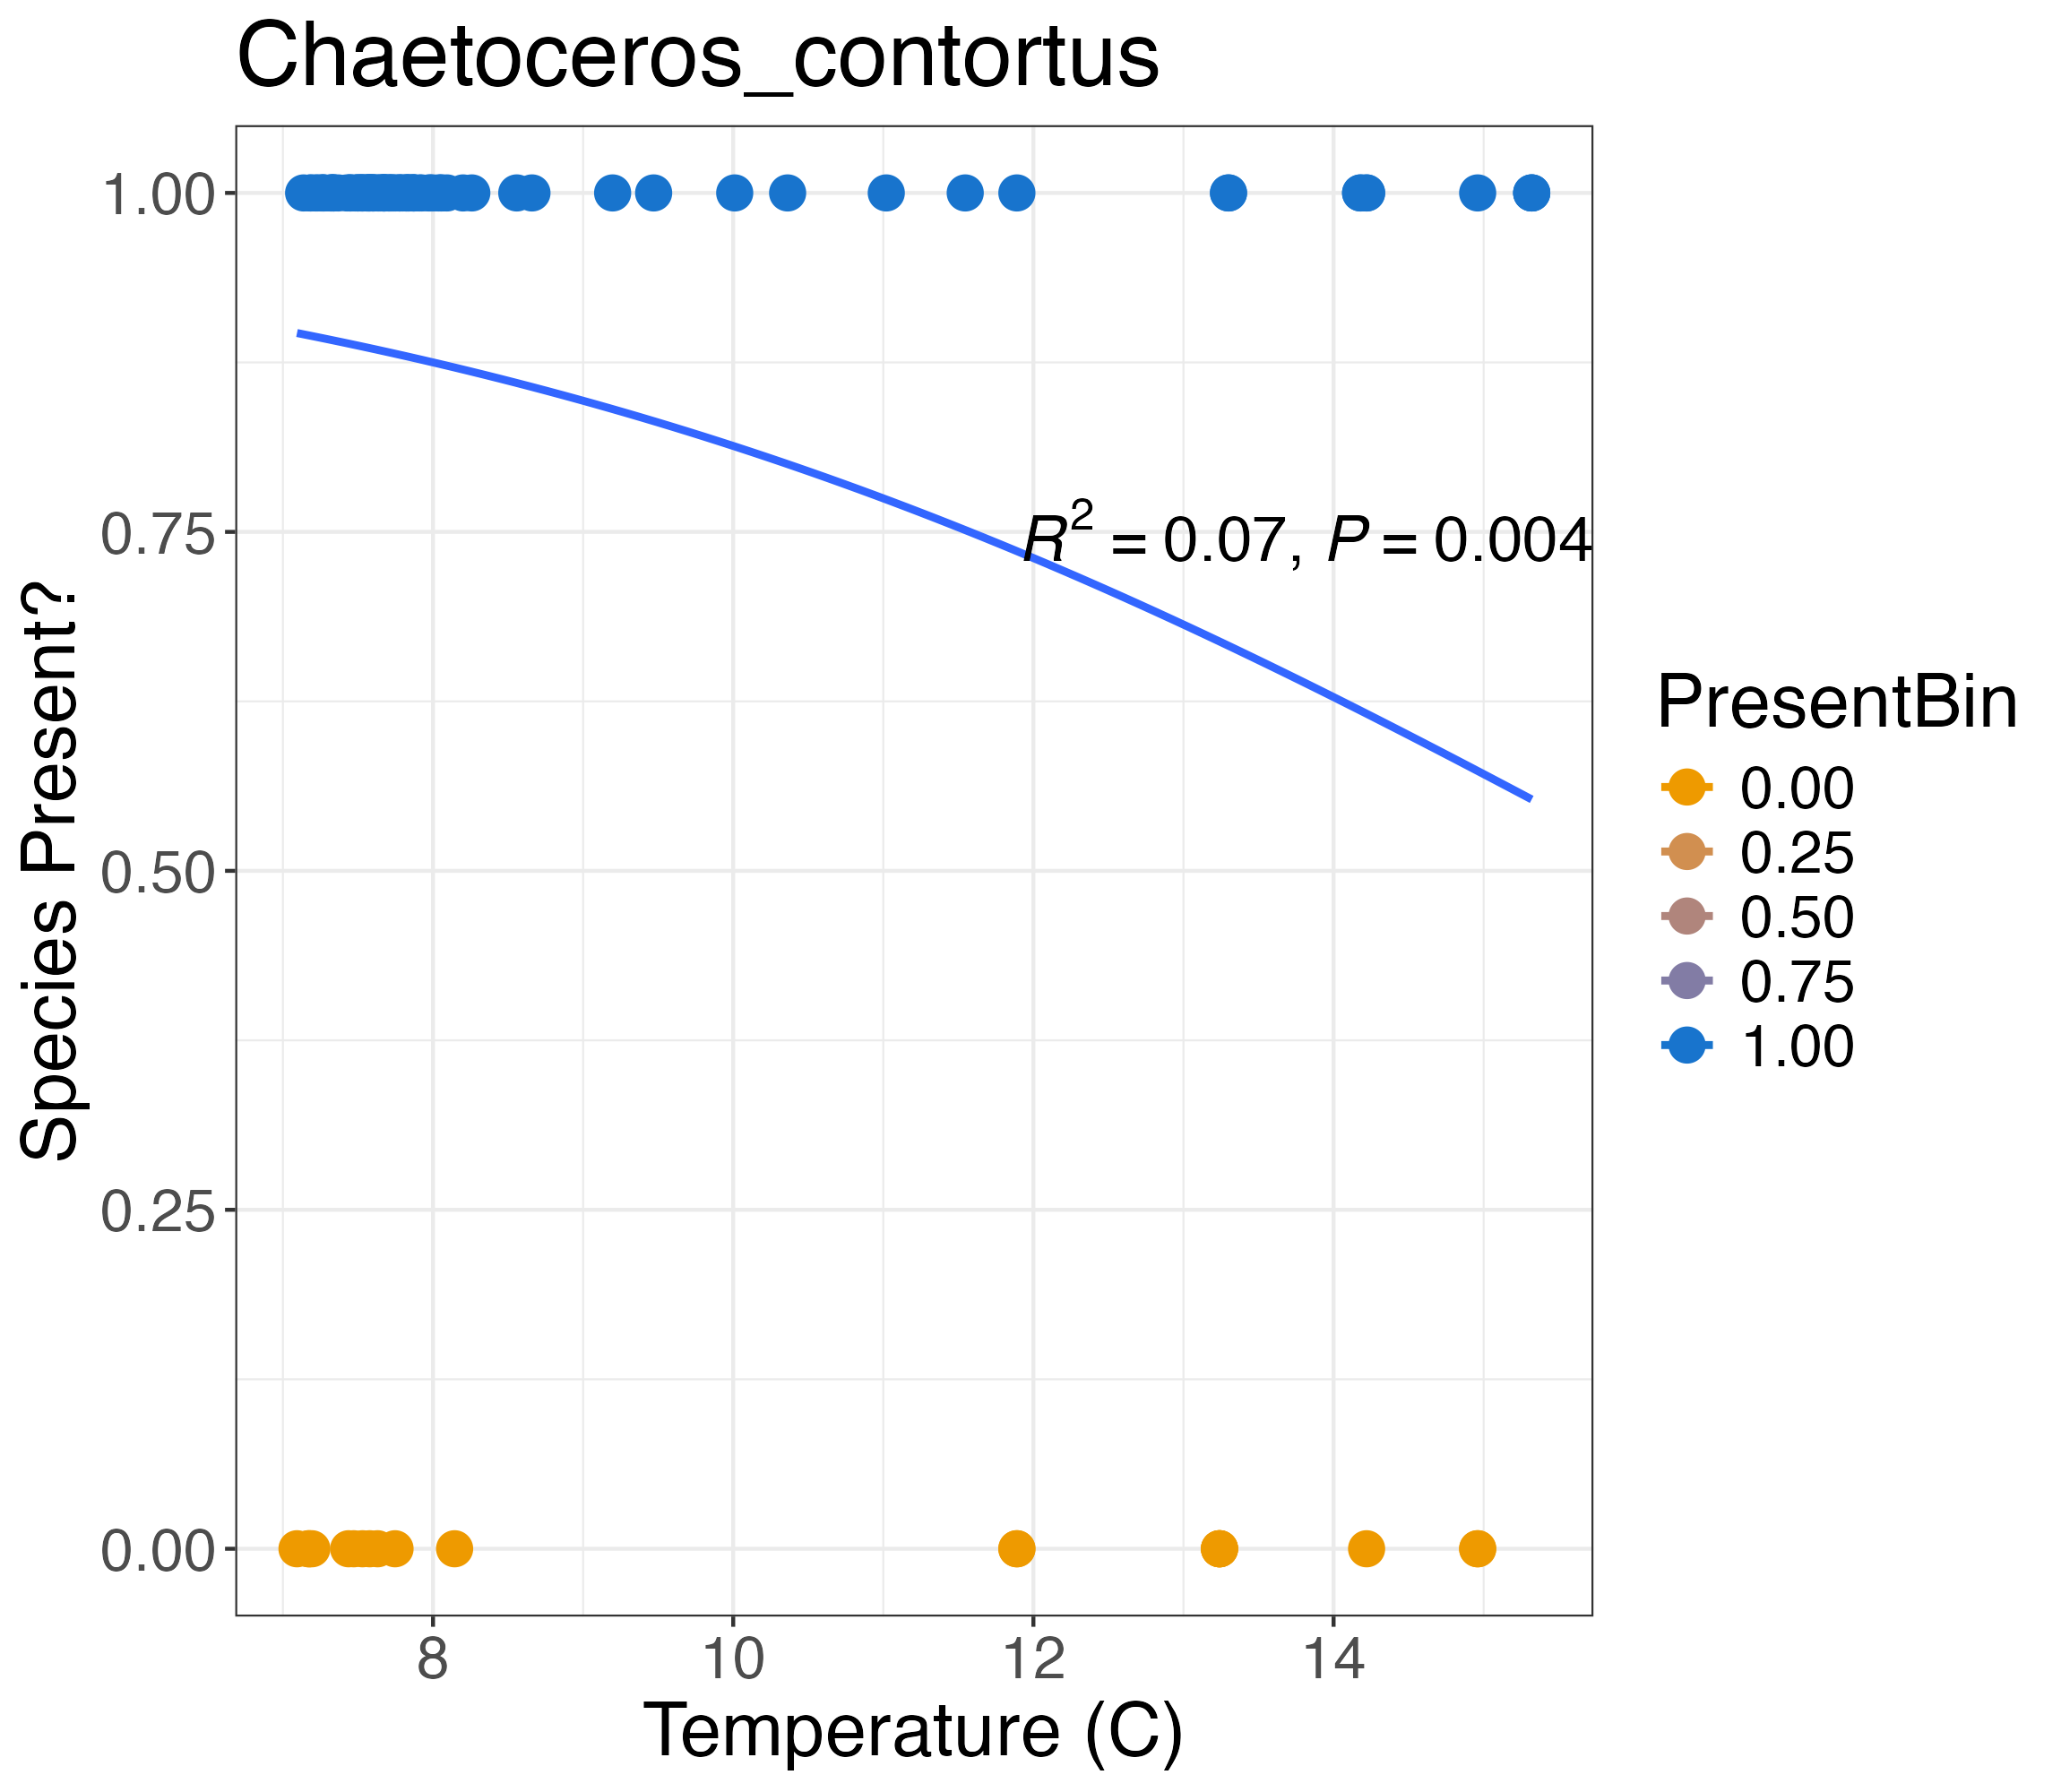 Chaetoceros_contortus
1.00
0.75
0.50
0.25
0.00
Species Present?
R² = 0.07, P = 0.004
8 10 12 14
Temperature (C)
PresentBin
0.00
0.25
0.50
0.75
1.00